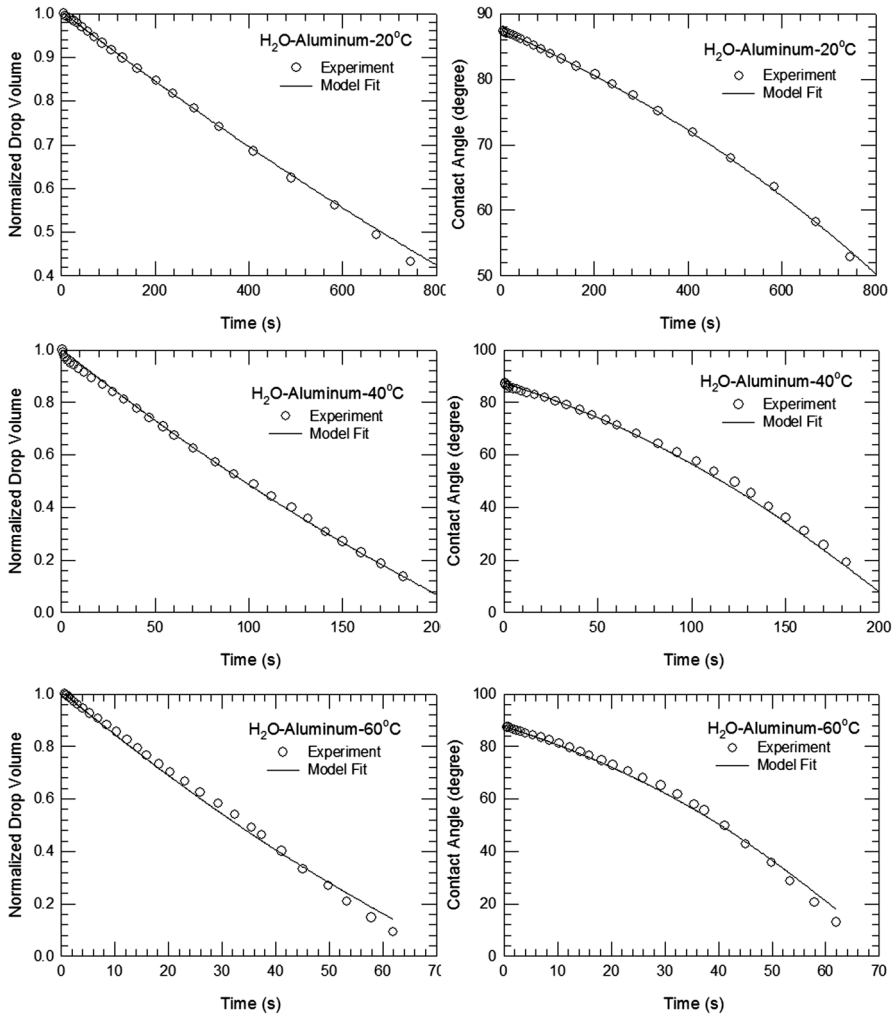 H2O-Aluminum-20°C
Experiment
Model Fit
Normalized Drop Volume
1.0
0.9
0.8
0.7
0.6
0.5
0.4
0 200 400 600 800
Time (s)
H2O-Aluminum-20°C
Experiment
Model Fit
Contact Angle (degree)
90
80
70
60
50
0 200 400 600 800
Time (s)
H2O-Aluminum-40°C
Experiment
Model Fit
Normalized Drop Volume
1.0
0.8
0.6
0.4
0.2
0.0
0 50 100 150 20
Time (s)
H2O-Aluminum-40°C
Experiment
Model Fit
Contact Angle (degree)
100
80
60
40
20
0
0 50 100 150 200
Time (s)
H2O-Aluminum-60°C
Experiment
Model Fit
Normalized Drop Volume
1.0
0.8
0.6
0.4
0.2
0.0
0 10 20 30 40 50 60 7
Time (s)
H2O-Aluminum-60°C
Experiment
Model Fit
Contact Angle (degree)
100
80
60
40
20
0
0 10 20 30 40 50 60 70
Time (s)